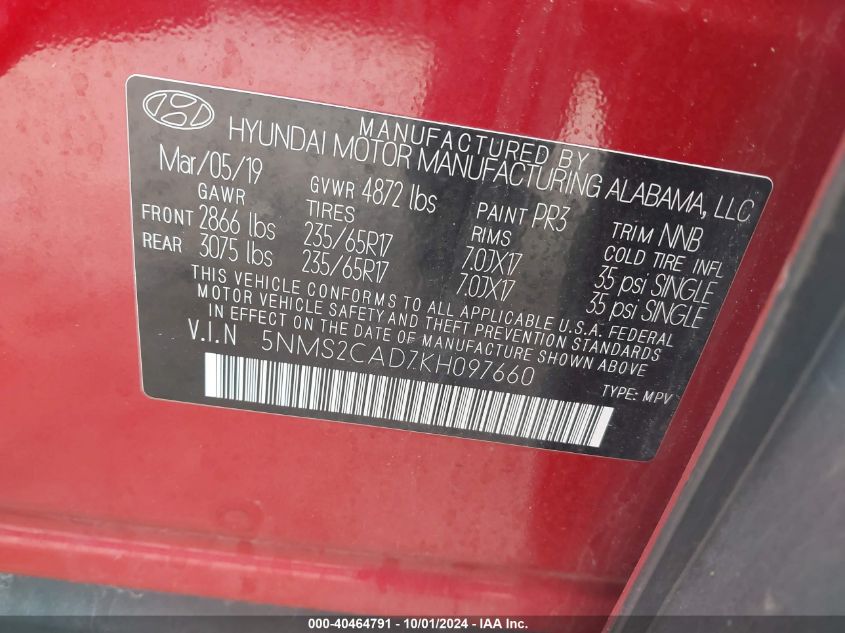 MANUFACTURED BY
HYUNDAI MOTOR MANUFACTURING ALABAMA, LLC
Mar/05/19 GVWR 4872 lbs PAINT PR3 TRIM NNB
GAWR TIRES RIMS COLD TIRE INFL
FRONT 2866 lbs 235/65R17 7.0JX17 35 psi SINGLE
REAR 3075 lbs 235/65R17 7.0JX17 35 psi SINGLE
THIS VEHICLE CONFORMS TO ALL APPLICABLE U.S.A. FEDERAL
MOTOR VEHICLE SAFETY AND THEFT PREVENTION STANDARDS
IN EFFECT ON THE DATE OF MANUFACTURE SHOWN ABOVE
V.I.N 5NMS2CAD7KH097660
TYPE: MPV
000-40464791 - 10/01/2024 - IAAI.com